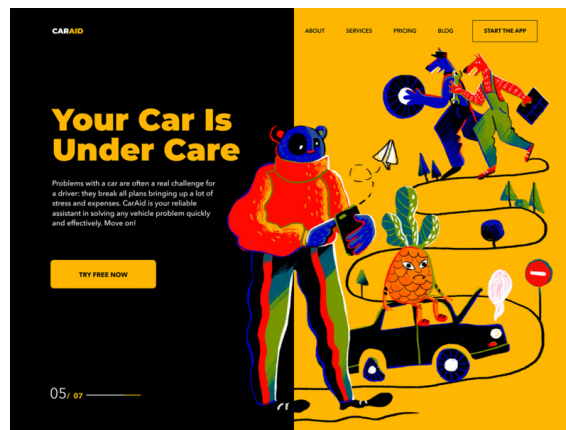 CARAID
ABOUT SERVICES PRICING BLOG START THE APP
Your Car Is
Under Care
Problems with a car are often a real challenge for
a driver: they break all plans bringing up a lot of
stress and expenses. CarAid is your reliable
assistant in solving any vehicle problem quickly
and effectively. Move on!
TRY FREE NOW
05/ 07